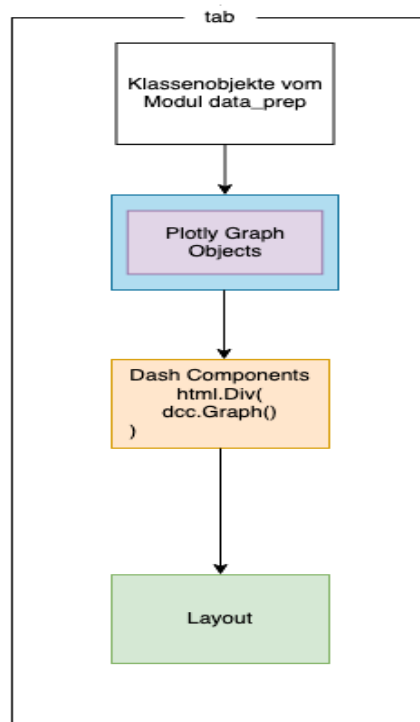 tab
Klassenobjekte vom
Modul data_prep
Plotly Graph
Objects
Dash Components
html.Div(
dcc.Graph()
)
Layout